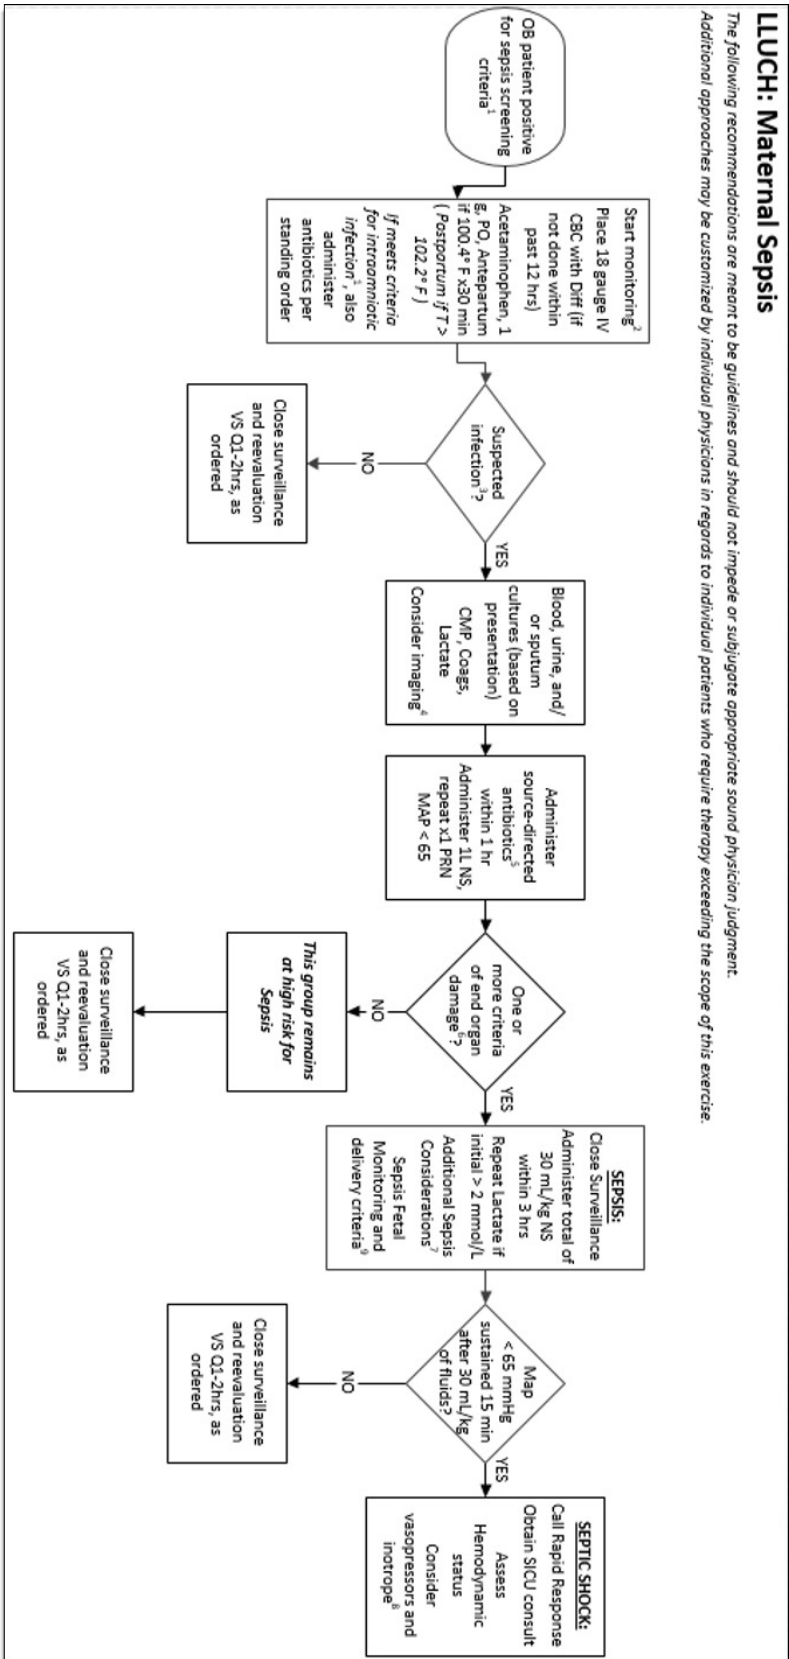 LLUCH: Maternal Sepsis
The following recommendations are meant to be guidelines and should not impede or subjugate appropriate sound physician judgment.
Additional approaches may be customized by individual physicians in regards to individual patients who require therapy exceeding the scope of this exercise.
OB patient positive
for sepsis screening
criteria¹
Start monitoring²
Place 18 gauge IV
CBC with Diff (if
not done within
past 12 hrs)
Acetaminophen, 1
g, PO, Antepartum
if 100.4° F x30 min
( Postpartum if T >
102.2° F )
If meets criteria
for intraamniotic
infection¹, also
administer
antibiotics per
standing order
Suspected
infection³?
NO
Close surveillance
and reevaluation
VS Q1-2hrs, as
ordered
YES
Blood, urine, and/
or sputum
cultures (based on
presentation)
CMP, Coags,
Lactate
Consider imaging⁴
Administer
source-directed
antibiotics⁵
within 1 hr
Administer 1L NS,
repeat x1 PRN
MAP < 65
One or
more criteria
of end organ
damage⁶?
NO
This group remains
at high risk for
Sepsis
Close surveillance
and reevaluation
VS Q1-2hrs, as
ordered
YES
SEPSIS:
Close Surveillance
Administer total of
30 mL/kg NS
within 3 hrs
Repeat Lactate if
initial > 2 mmol/L
Additional Sepsis
Considerations⁷
Sepsis Fetal
Monitoring and
delivery criteria⁹
Map
< 65 mmHg
sustained 15 min
after 30 mL/kg
of fluids?
NO
Close surveillance
and reevaluation
VS Q1-2hrs, as
ordered
YES
SEPTIC SHOCK:
Call Rapid Response
Obtain SICU consult
Assess
Hemodynamic
status
Consider
vasopressors and
inotrope⁸